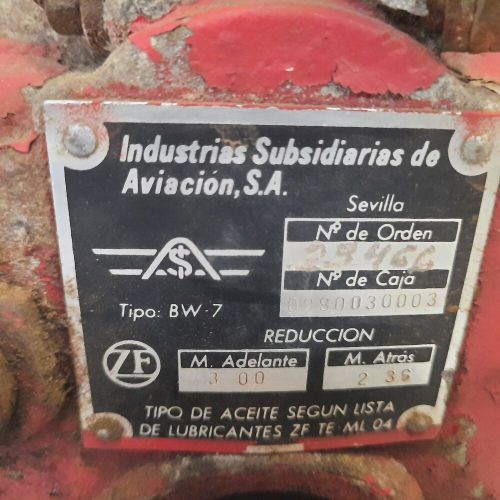 Industrias Subsidiarias de
Aviación, S.A.
Sevilla
Nº de Orden
Nº de Caja
0980030003
Tipo: BW-7
REDUCCION
ZF
M. Adelante
3 00
M. Atrás
2 36
TIPO DE ACEITE SEGUN LISTA
DE LUBRICANTES ZF TE ML 04